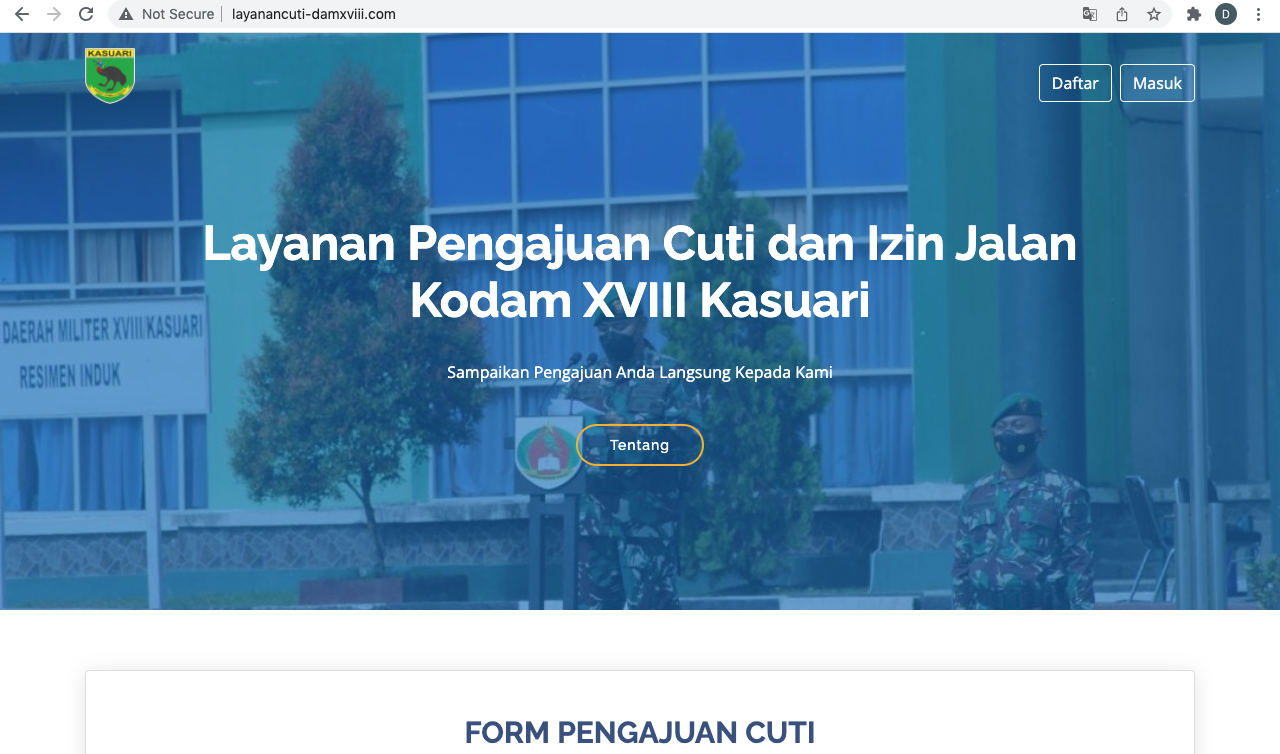 Not Secure
layanancuti-damxviii.com
D
KASUARI
Daftar
Masuk
Layanan Pengajuan Cuti dan Izin Jalan
Kodam XVIII Kasuari
DAERAH MILITER XVIII/KASUARI
RESIMEN INDUK
Sampaikan Pengajuan Anda Langsung Kepada Kami
Tentang
FORM PENGAJUAN CUTI